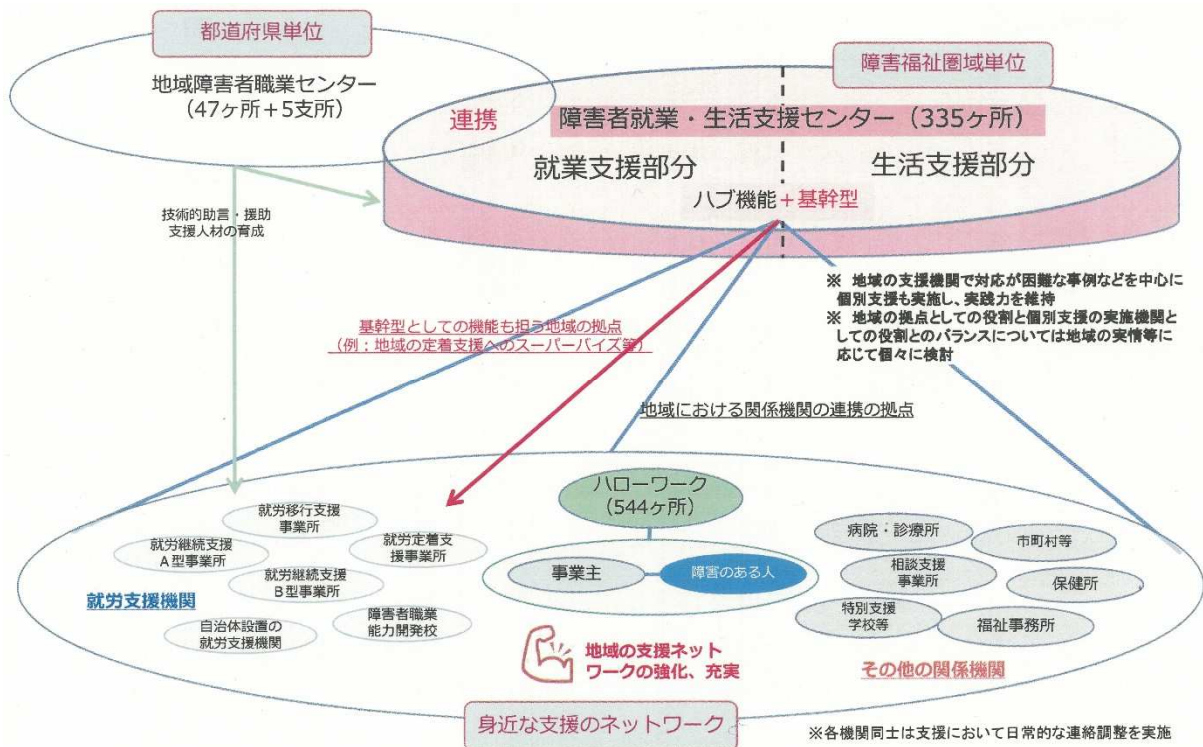 都道府県単位
地域障害者職業センター
（47ヶ所＋5支所）
障害福祉圏域単位
連携
障害者就業・生活支援センター（335ヶ所）
就業支援部分
生活支援部分
ハブ機能＋基幹型
技術的助言・援助
支援人材の育成
※ 地域の支援機関で対応が困難な事例などを中心に
個別支援も実施し、実践力を維持
※ 地域の拠点としての役割と個別支援の実施機関と
しての役割とのバランスについては地域の実情等に
応じて個々に検討
基幹型としての機能も担う地域の拠点
（例：地域の定着支援へのスーパーバイズ等）
地域における関係機関の連携の拠点
ハローワーク
（544ヶ所）
事業主
障害のある人
就労移行支援
事業所
就労継続支援
A型事業所
就労定着支
援事業所
就労継続支援
B型事業所
就労支援機関
自治体設置の
就労支援機関
障害者職業
能力開発校
病院・診療所
市町村等
相談支援
事業所
保健所
特別支援
学校等
福祉事務所
地域の支援ネット
ワークの強化、充実
その他の関係機関
身近な支援のネットワーク
※各機関同士は支援において日常的な連絡調整を実施